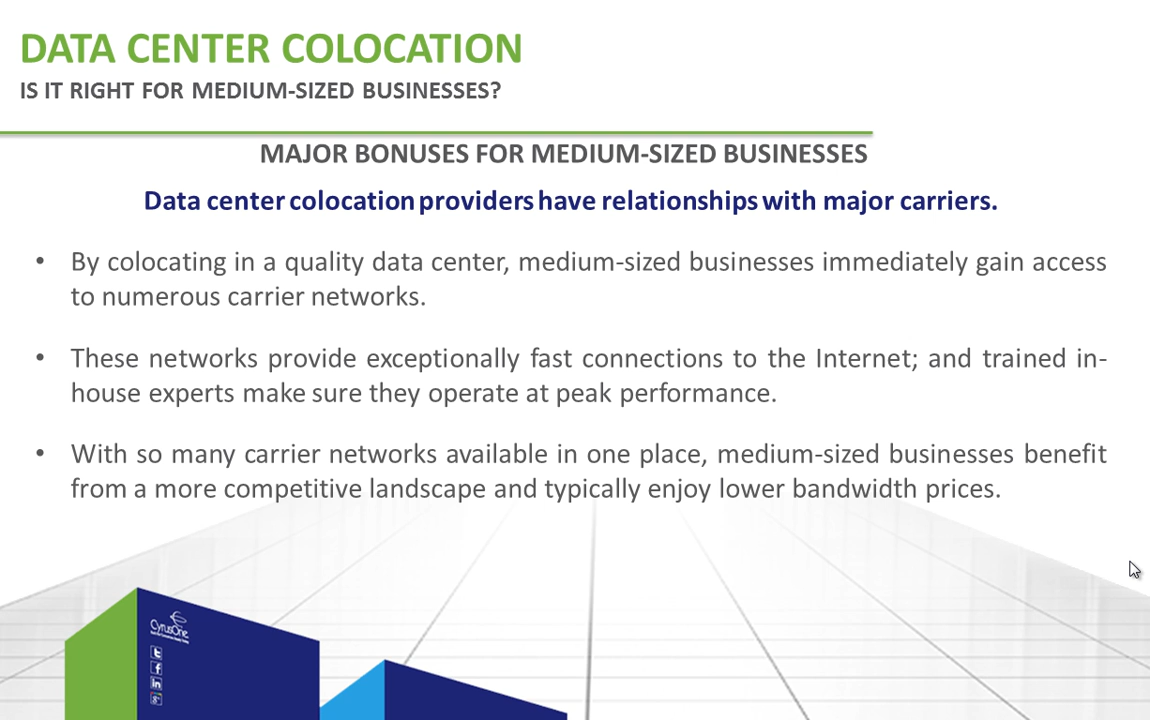 DATA CENTER COLOCATION
IS IT RIGHT FOR MEDIUM-SIZED BUSINESSES?
MAJOR BONUSES FOR MEDIUM-SIZED BUSINESSES
Data center colocation providers have relationships with major carriers.
• By colocating in a quality data center, medium-sized businesses immediately gain access
to numerous carrier networks.
• These networks provide exceptionally fast connections to the Internet; and trained in-
house experts make sure they operate at peak performance.
• With so many carrier networks available in one place, medium-sized businesses benefit
from a more competitive landscape and typically enjoy lower bandwidth prices.
CyrusOne